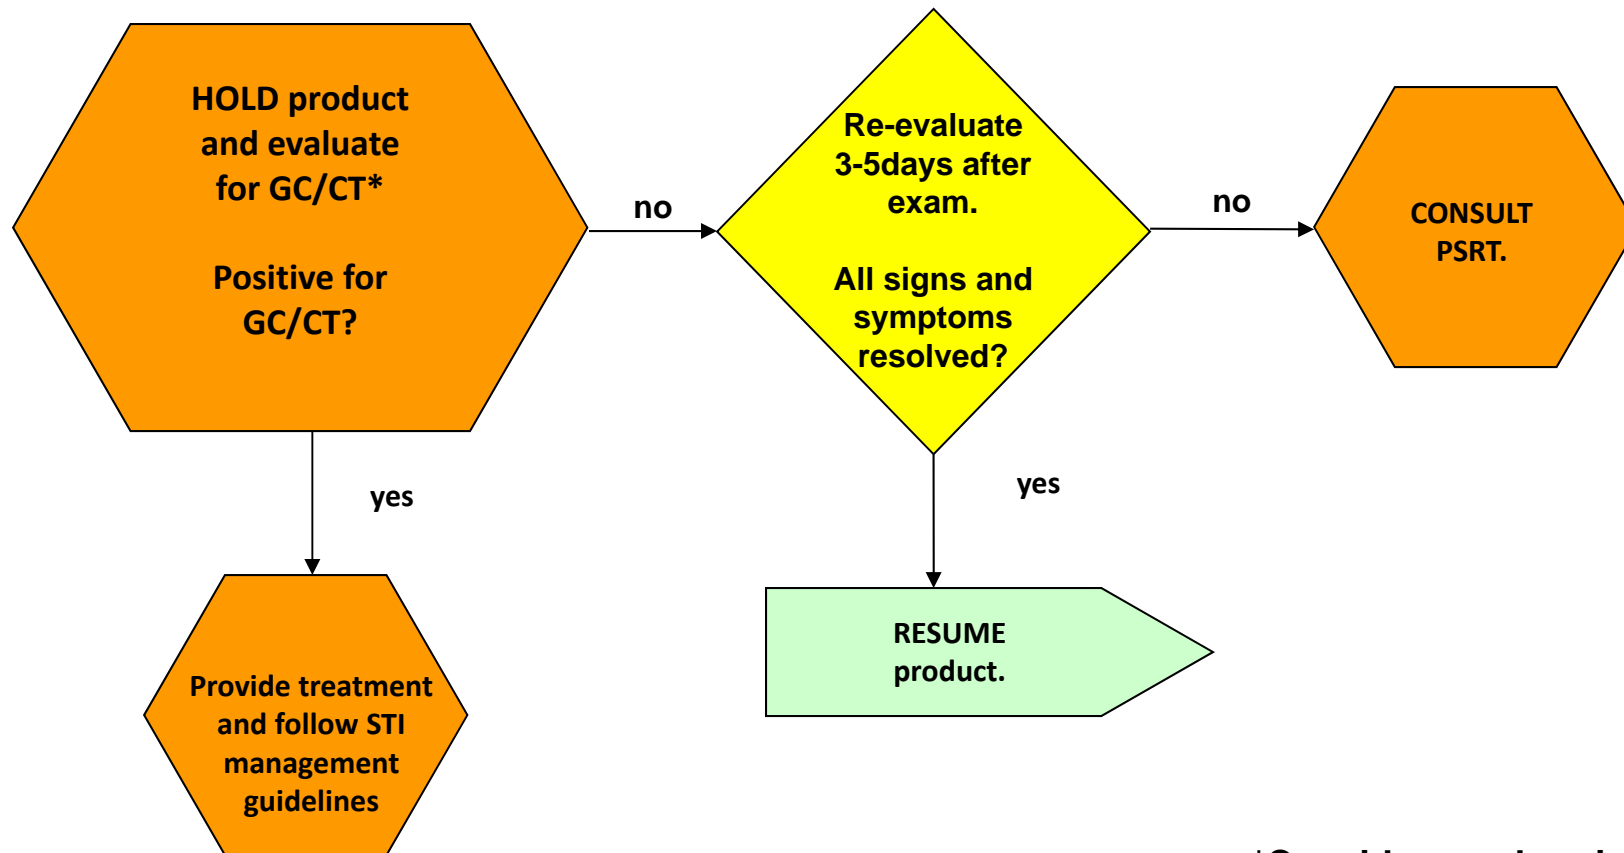 HOLD product
and evaluate
for GC/CT*
Positive for
GC/CT?
no
Re-evaluate
3-5days after
exam.
All signs and
symptoms
resolved?
no
CONSULT
PSRT.
yes
yes
RESUME
product.
Provide treatment
and follow STI
management
guidelines